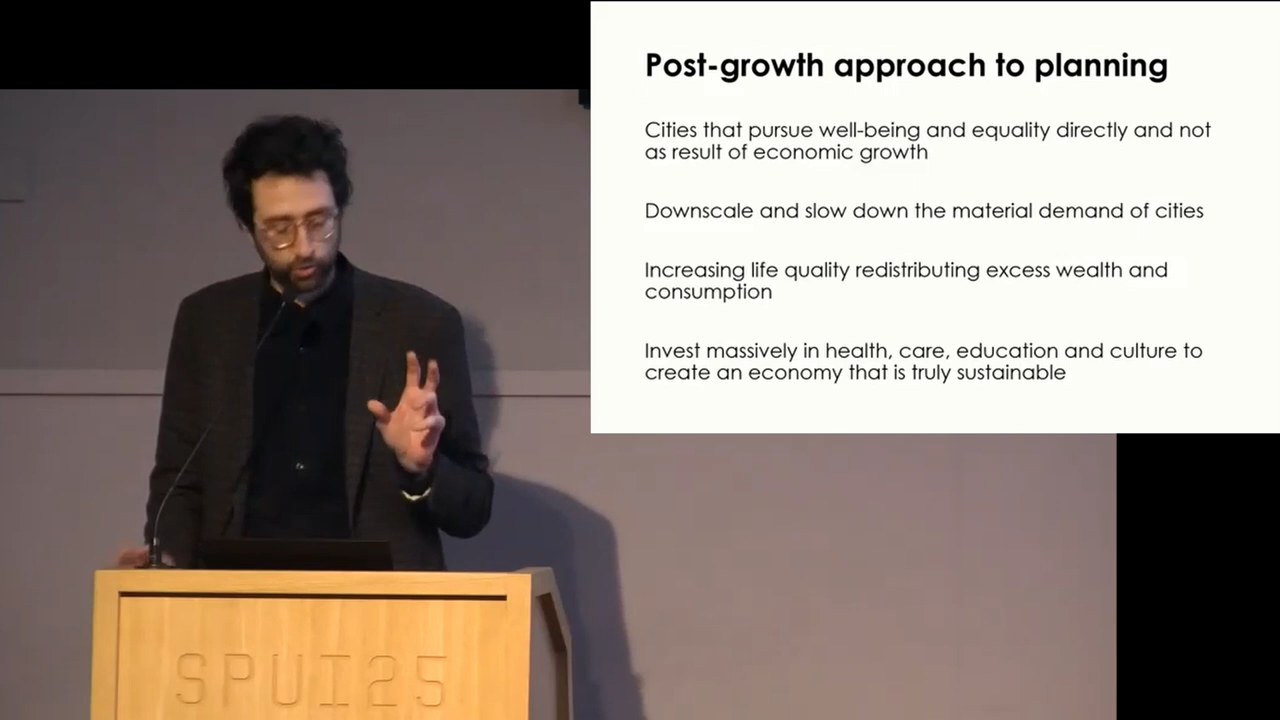 Post-growth approach to planning
Cities that pursue well-being and equality directly and not
as result of economic growth
Downscale and slow down the material demand of cities
Increasing life quality redistributing excess wealth and
consumption
Invest massively in health, care, education and culture to
create an economy that is truly sustainable
SPUI25